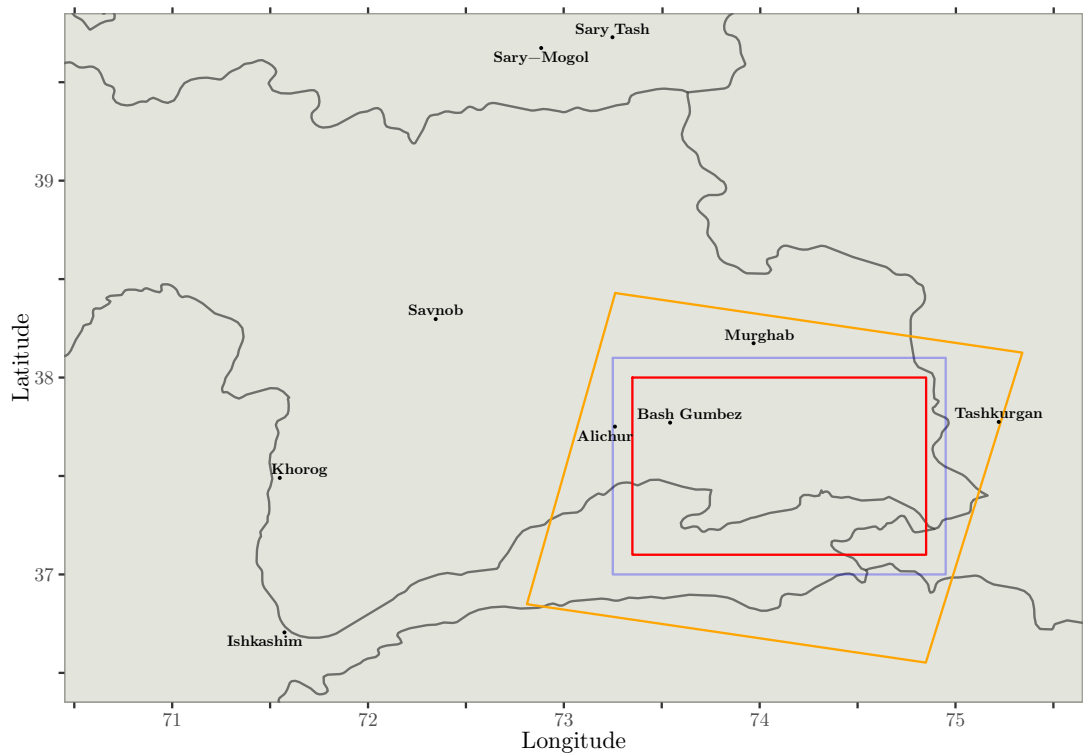 Sary Tash
Sary−Mogol
39
Savnob
Murghab
38
Bash Gumbez
Tashkurgan
Alichur
Khorog
37
Ishkashim
Latitude
71
72
73
74
75
Longitude